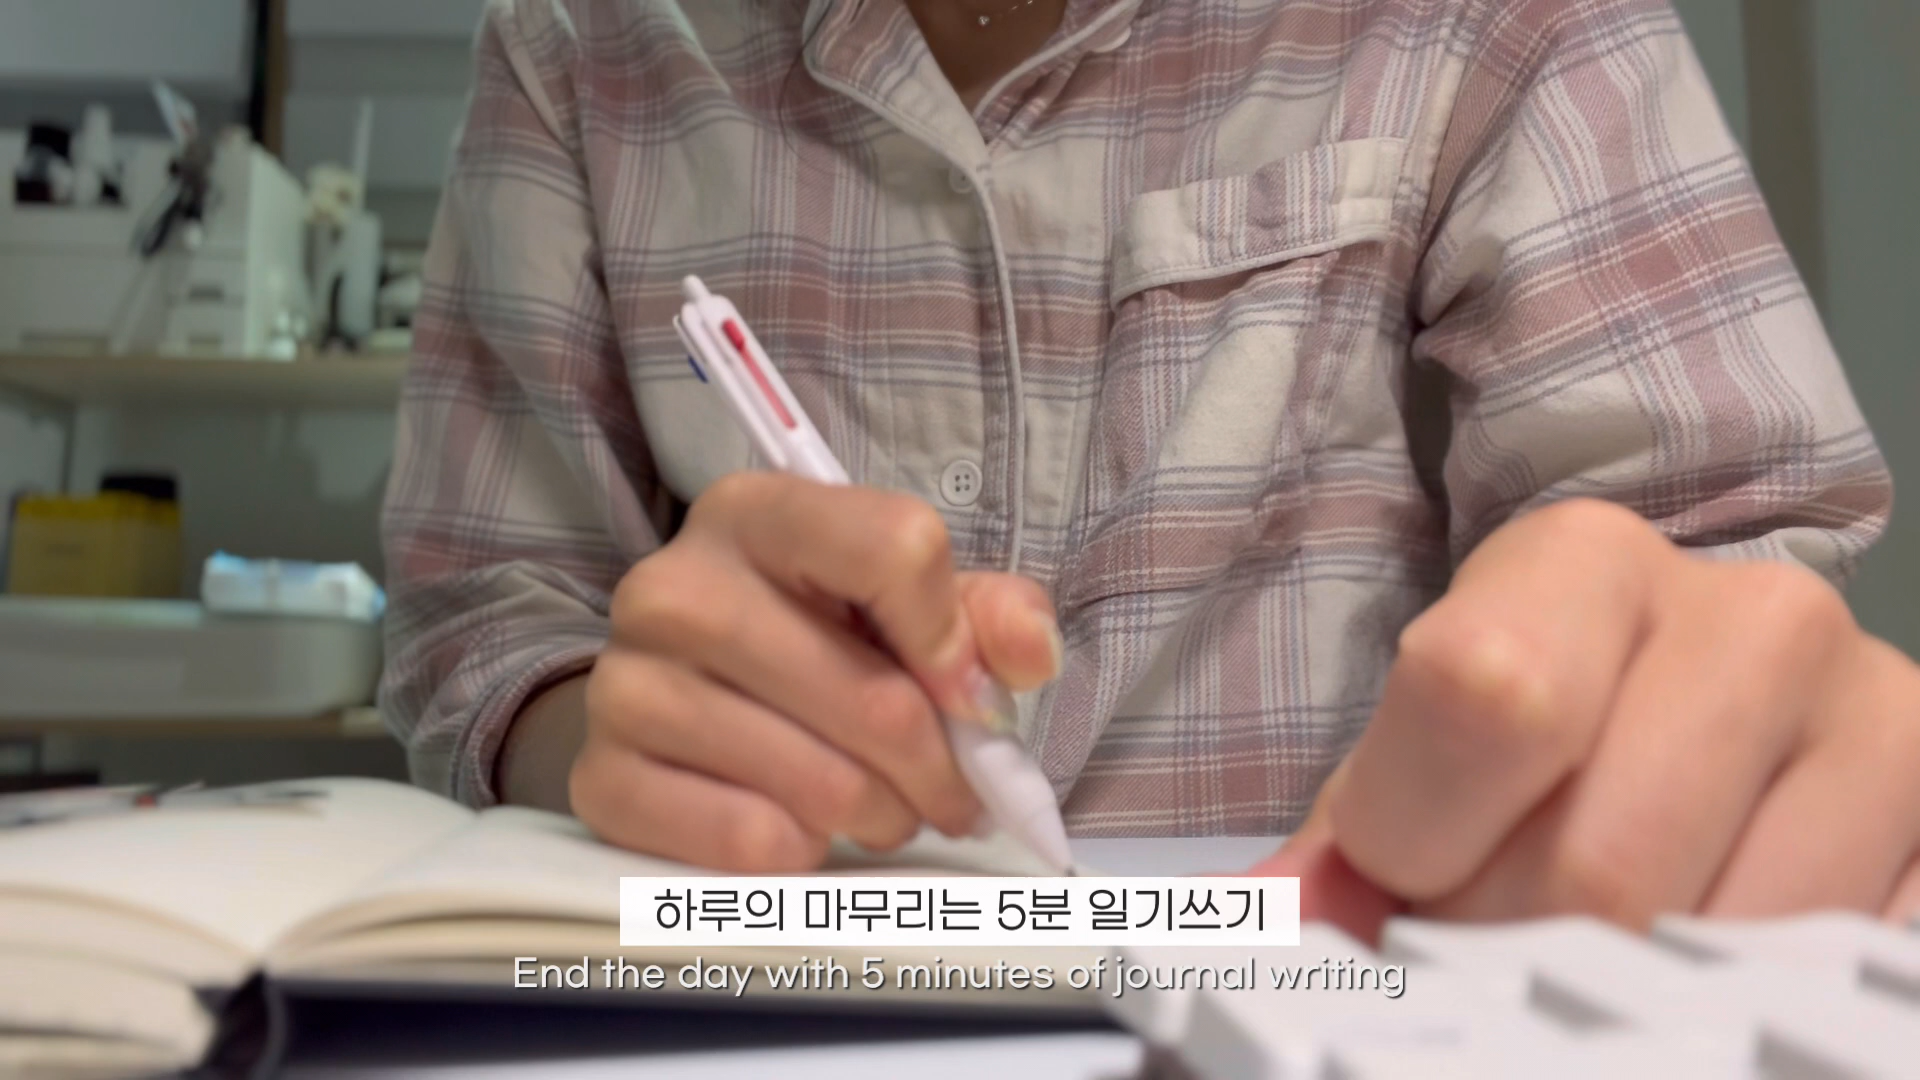 하루의 마무리는 5분 일기쓰기
End the day with 5 minutes of journal writing